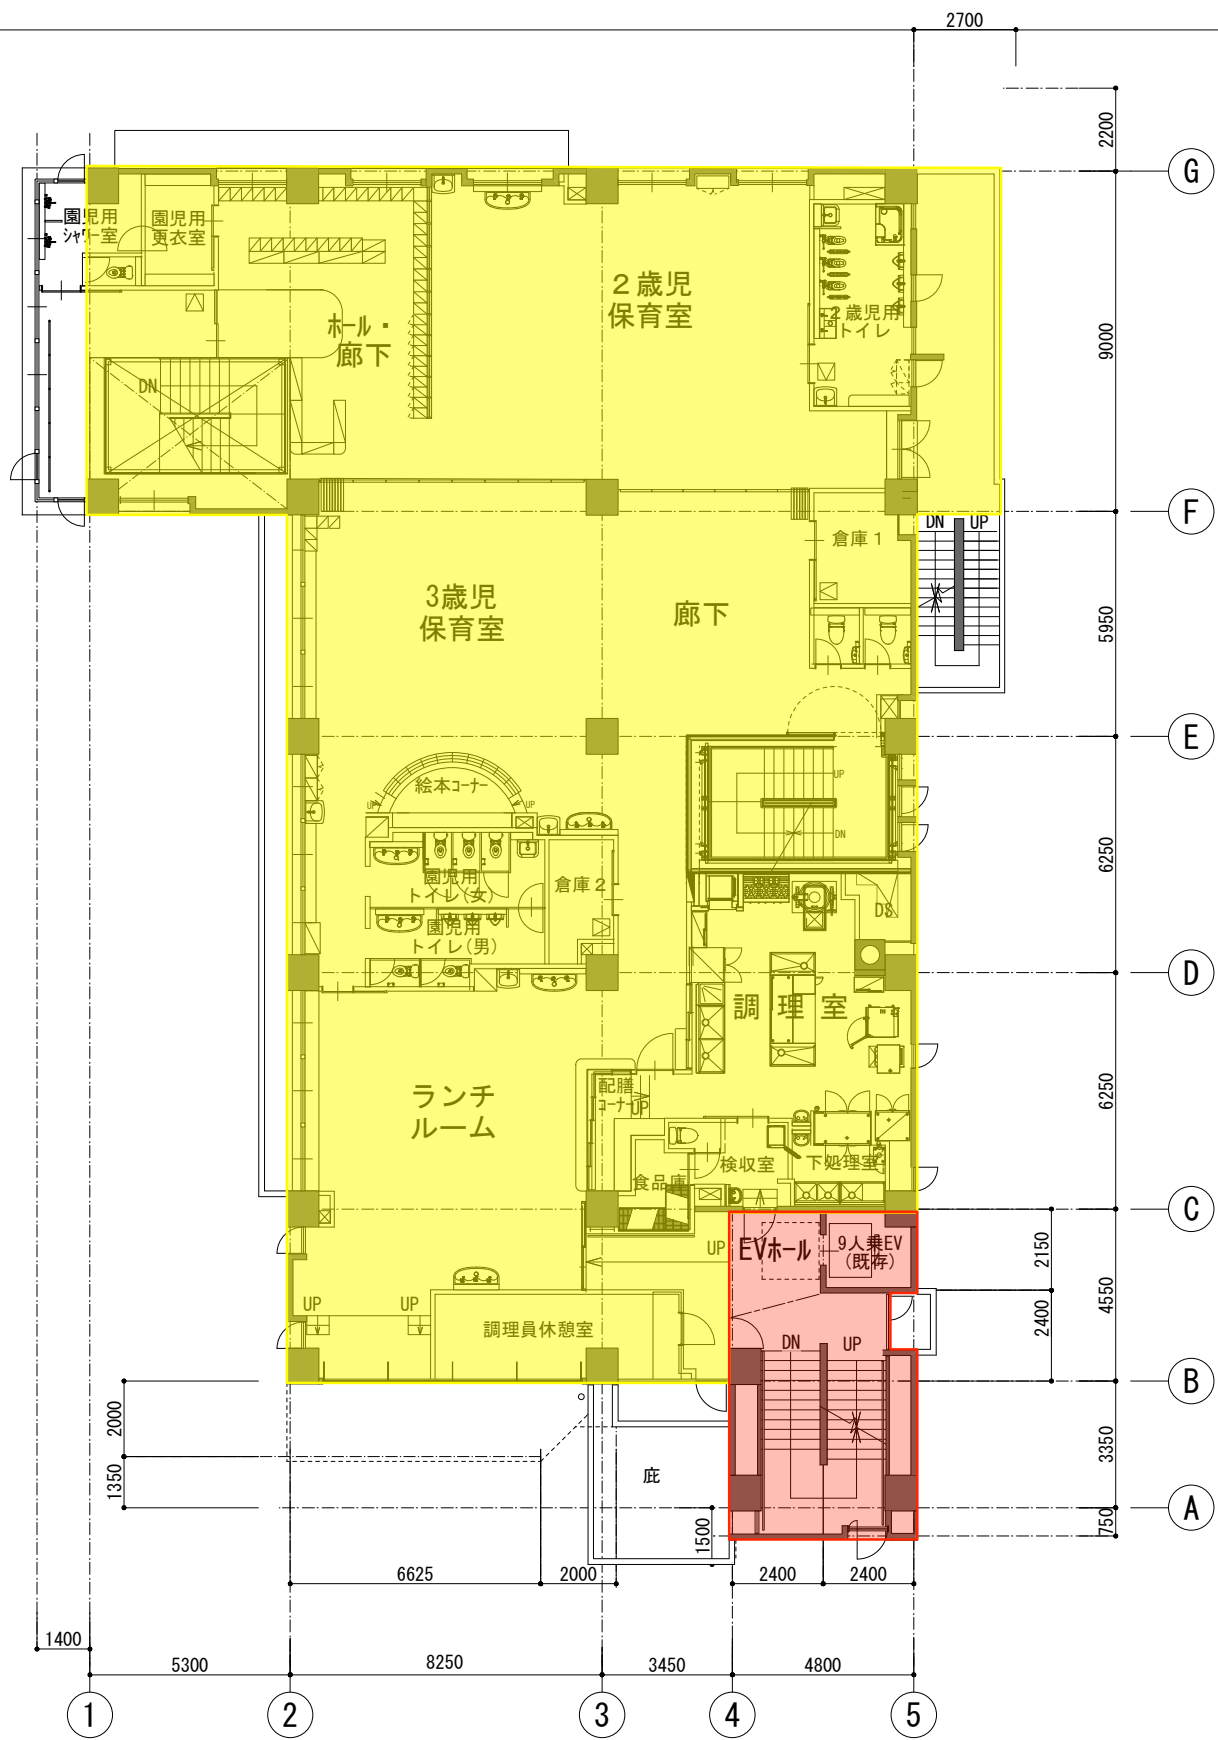 2700
2200
G
園児用
シャワー室
園児用
更衣室
2歳児
保育室
2歳児用
トイレ
ホール・
廊下
9000
DN
F
DN UP
倉庫1
3歳児
保育室
廊下
5950
E
絵本コーナー
UP
UP
UP
DN
6250
園児用
トイレ(女)
倉庫2
DS
園児用
トイレ(男)
D
調理室
ランチ
ルーム
配膳
コーナー
UP
6250
食品庫
検収室
下処理室
C
UP
EVホール
9人乗EV
(既存)
2150
4550
2400
UP
UP
調理員休憩室
DN
UP
B
2000
1350
3350
庇
A
1500
750
6625
2000
2400
2400
1400
5300
8250
3450
4800
1
2
3
4
5